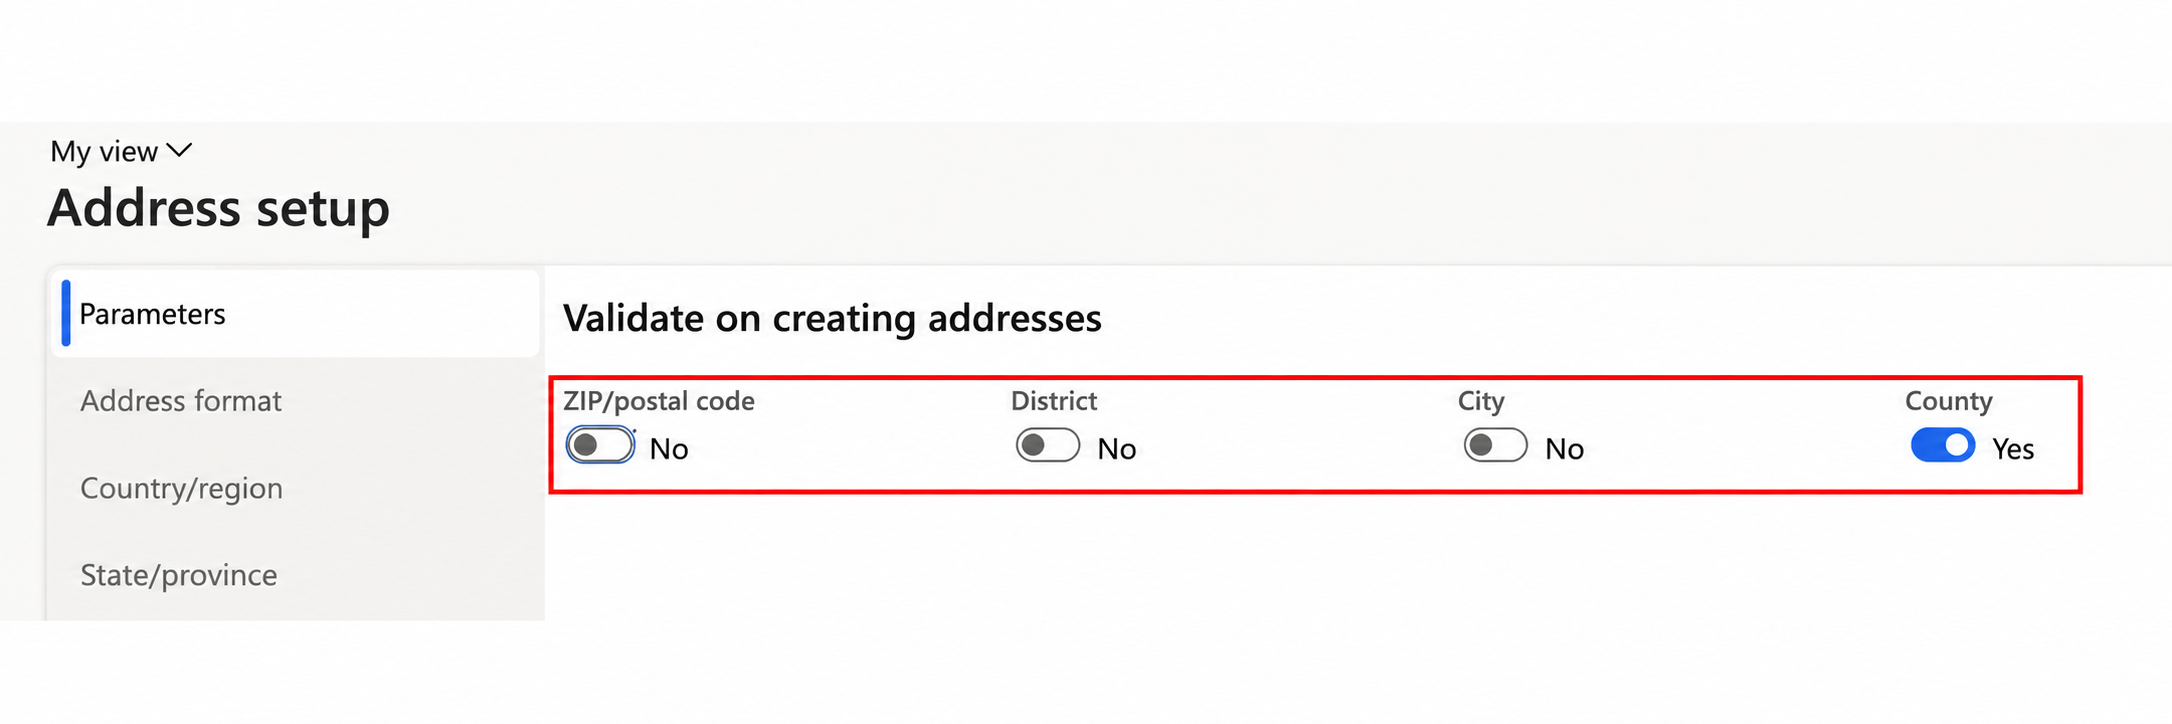 My view
Address setup
Parameters
Address format
Country/region
State/province
Validate on creating addresses
ZIP/postal code
No
District
No
City
No
County
Yes